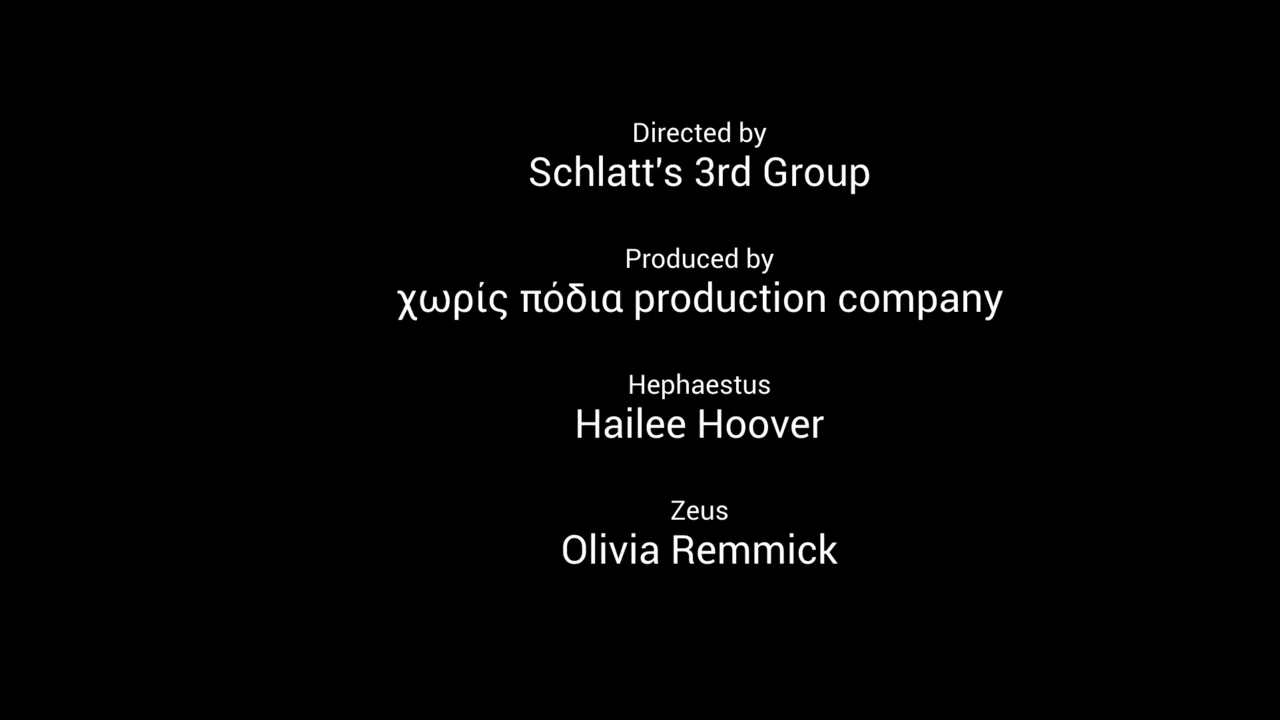 Directed by
Schlatt's 3rd Group
Produced by
χωρίς πόδια production company
Hephaestus
Hailee Hoover
Zeus
Olivia Remmick